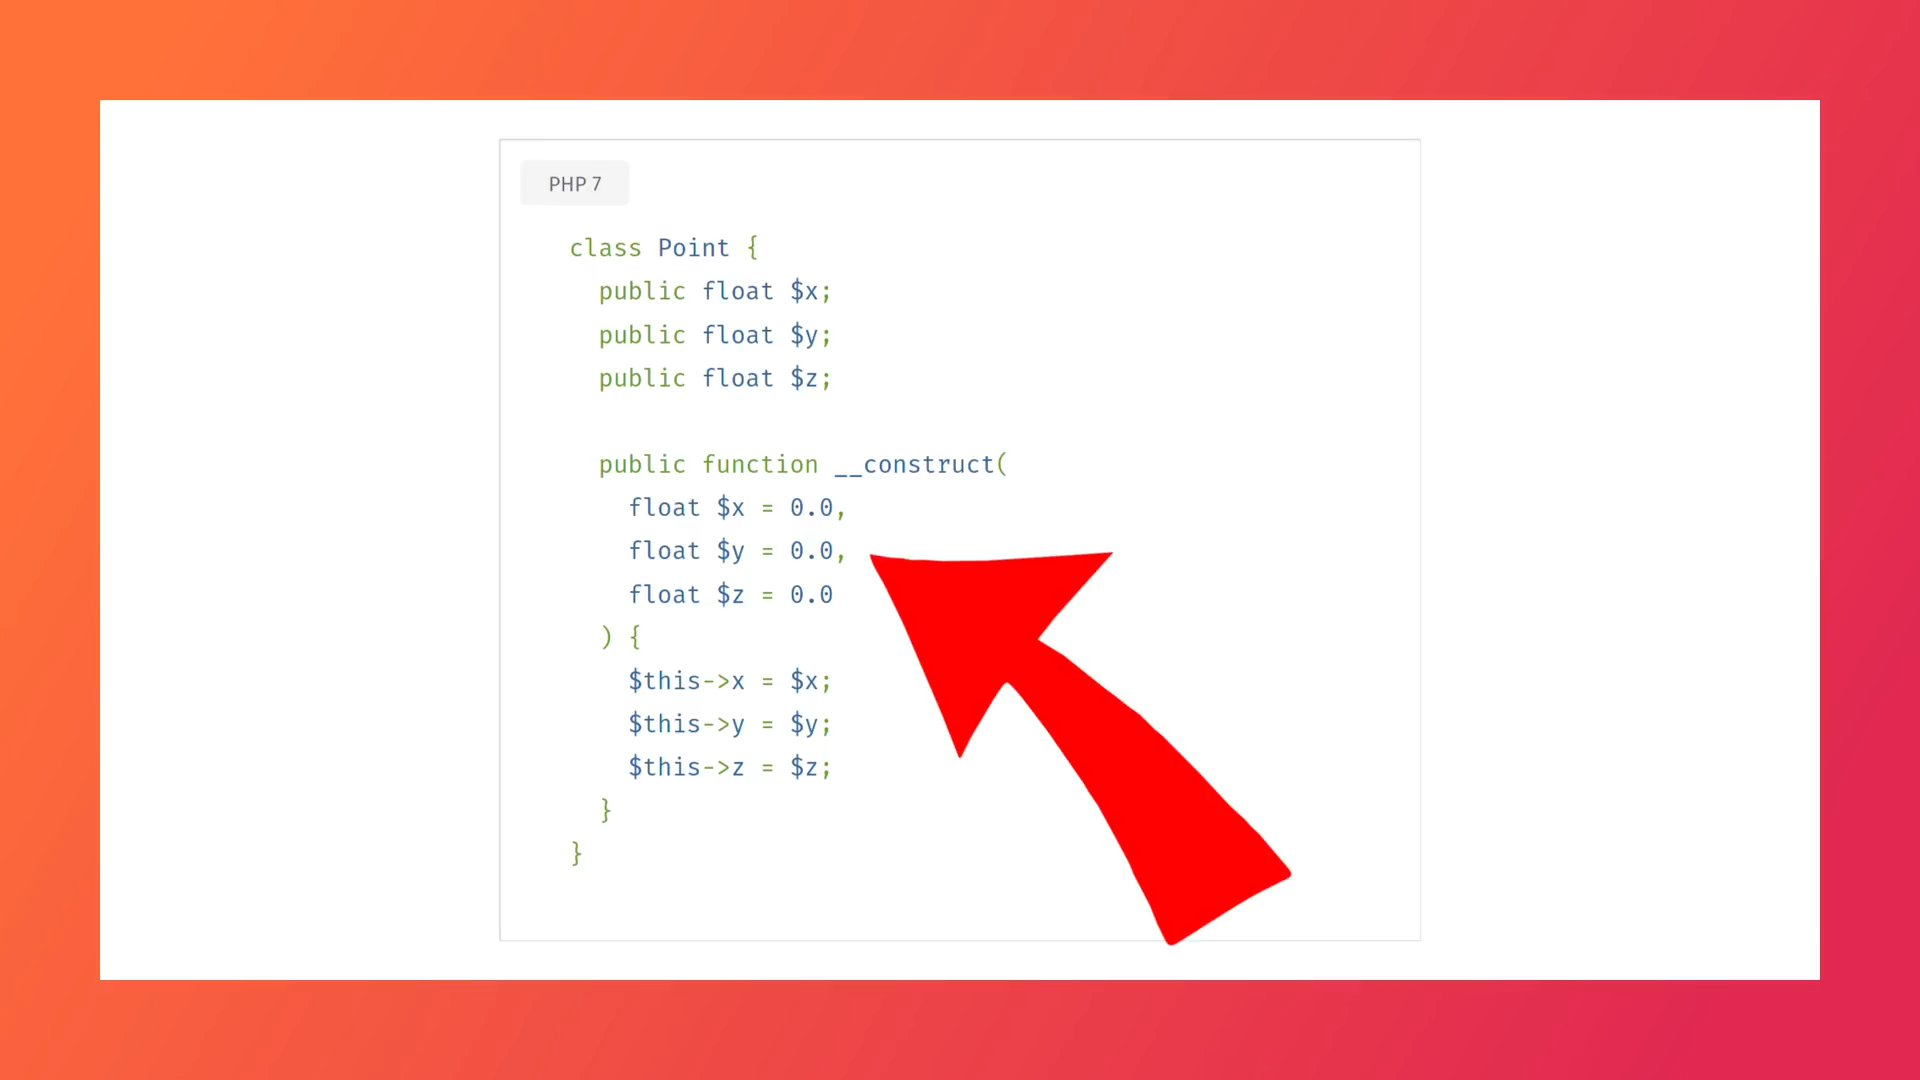 PHP 7
class Point {
public float $x;
public float $y;
public float $z;
public function __construct(
float $x = 0.0,
float $y = 0.0,
float $z = 0.0
) {
$this->x = $x;
$this->y = $y;
$this->z = $z;
}
}